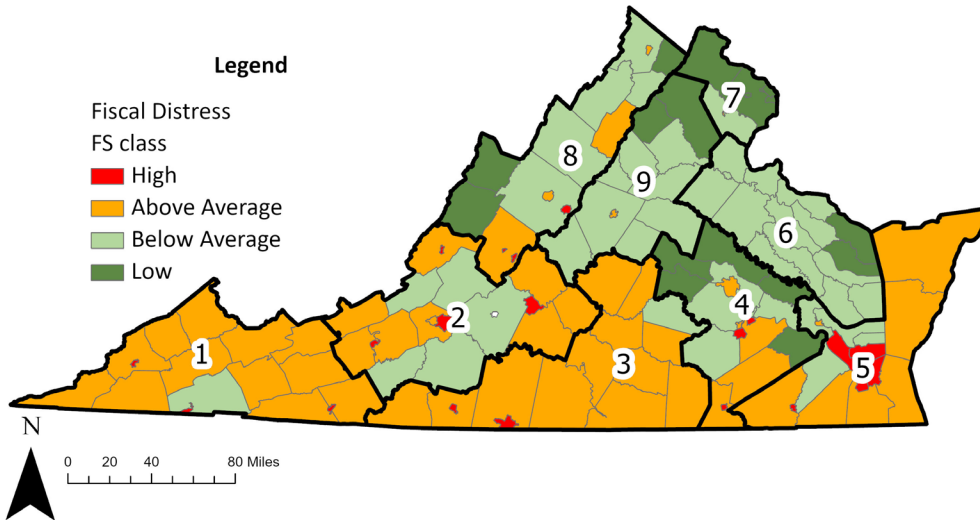 Legend
Fiscal Distress
FS class
High
Above Average
Below Average
Low
7
8
9
6
4
2
1
3
5
N
0 20 40 80 Miles